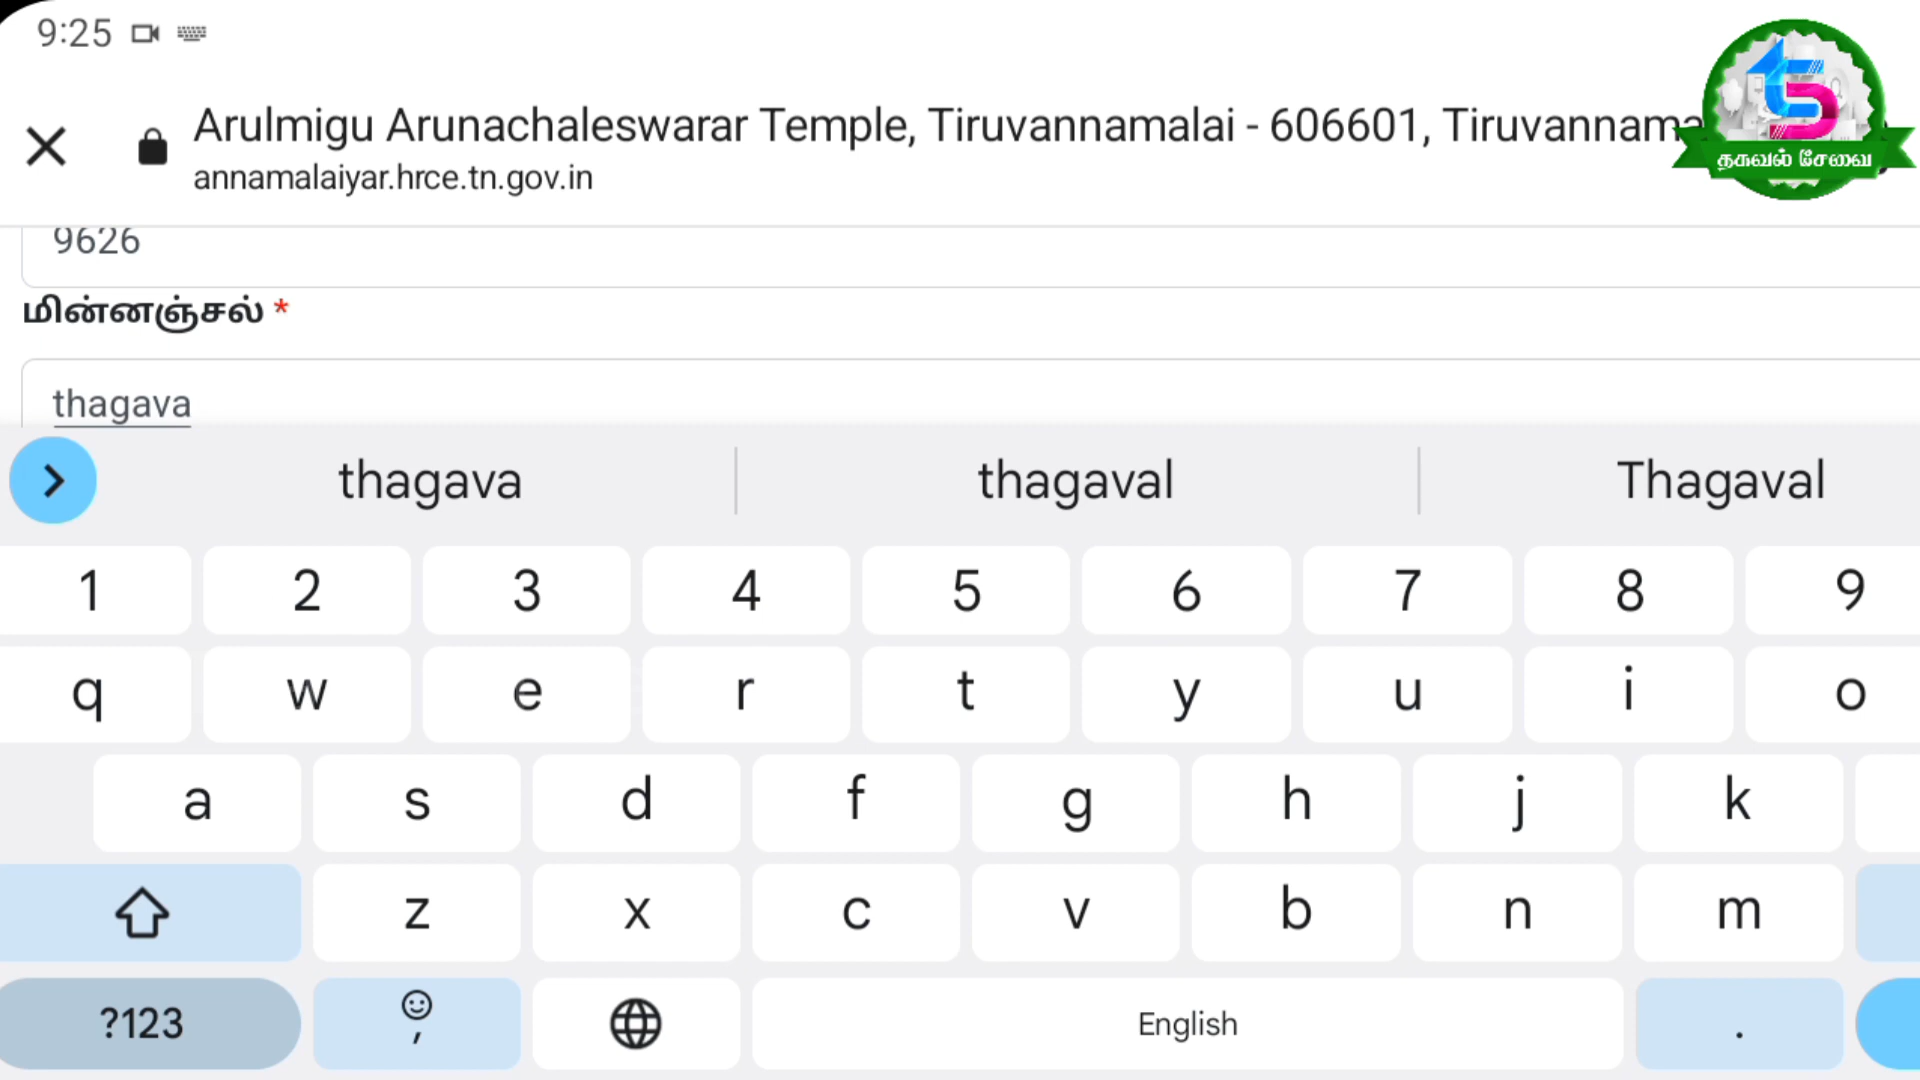 9:25
Arulmigu Arunachaleswarar Temple, Tiruvannamalai - 606601, Tiruvannama
annamalaiyar.hrce.tn.gov.in
தகவல் சேவை
9626
மின்னஞ்சல் *
thagava
thagava thagaval Thagaval
1 2 3 4 5 6 7 8 9
q w e r t y u i o
a s d f g h j k
z x c v b n m
?123 , English .